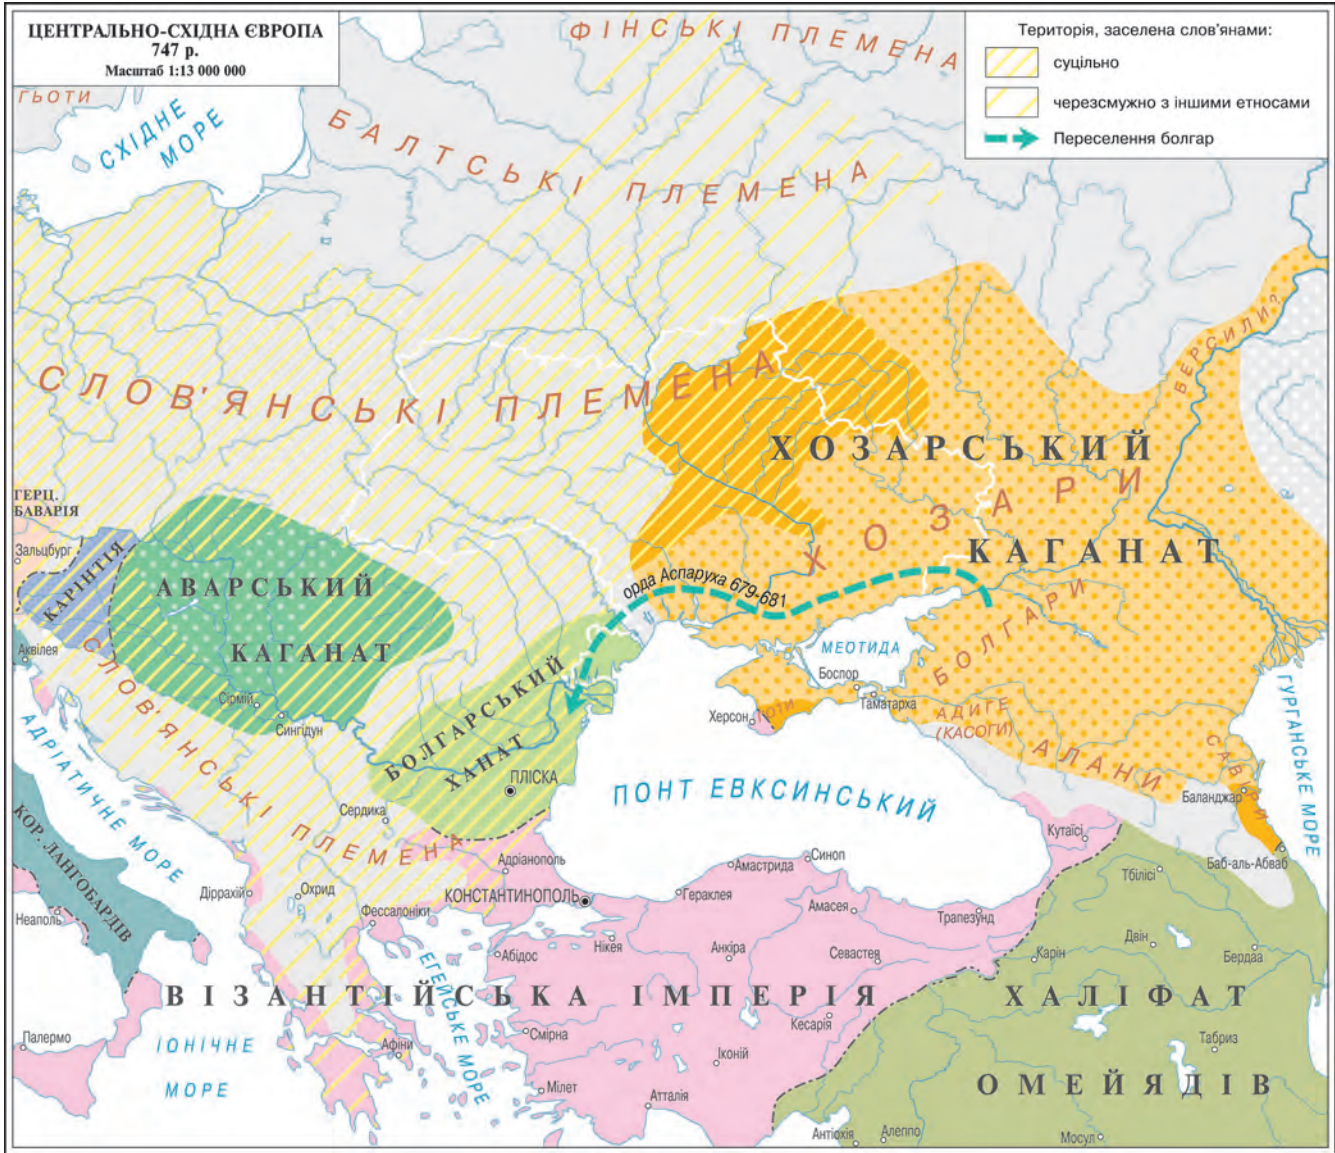 ЦЕНТРАЛЬНО-СХІДНА ЄВРОПА
747 р.
Масштаб 1:13 000 000
Територія, заселена слов'янами:
суцільно
черезсмужно з іншими етносами
Переселення болгар
ФІНСЬКІ ПЛЕМЕНА
ГЬОТИ
СХІДНЕ
МОРЕ
БАЛТСЬКІ ПЛЕМЕНА
БЕРСИЛИ?
СЛОВ'ЯНСЬКІ ПЛЕМЕНА
ХОЗАРСЬКИЙ
КАГАНАТ
ХОЗАРИ
ГЕРЦ.
БАВАРІЯ
Зальцбург
КАРІНТІЯ
АВАРСЬКИЙ
КАГАНАТ
орда Аспаруха 679-681
БОЛГАРИ
МЕОТИДА
Боспор
Таматарха
Херсон
ГОТИ
АДИГЕ
(КАСОГИ)
АЛАНИ
САВІРИ
Баланджар
Баб-аль-Абваб
ГУРГАНСЬКЕ МОРЕ
Аквілея
СЛОВ'ЯНСЬКІ ПЛЕМЕНА
Сірмій
Сингідун
БОЛГАРСЬКИЙ
ХАНАТ
ПЛІСКА
Сердика
АДРІАТИЧНЕ МОРЕ
КОР. ЛАНГОБАРДІВ
ПОНТ ЕВКСИНСЬКИЙ
Кутаїсі
Тбілісі
Адріанополь
КОНСТАНТИНОПОЛЬ
Амастрида
Синоп
Гераклея
Амасея
Трапезунд
Діррахій
Охрид
Фессалоніки
Неаполь
Нікея
Анкіра
Севастея
Карін
Двін
Бердаа
Абідос
ЕГЕЙСЬКЕ МОРЕ
ВІЗАНТІЙСЬКА ІМПЕРІЯ
ХАЛІФАТ
ОМЕЙЯДІВ
Кесарія
Смірна
Іконій
Табриз
Палермо
ІОНІЧНЕ
МОРЕ
Афіни
Мілет
Атталія
Антіохія
Алеппо
Мосул